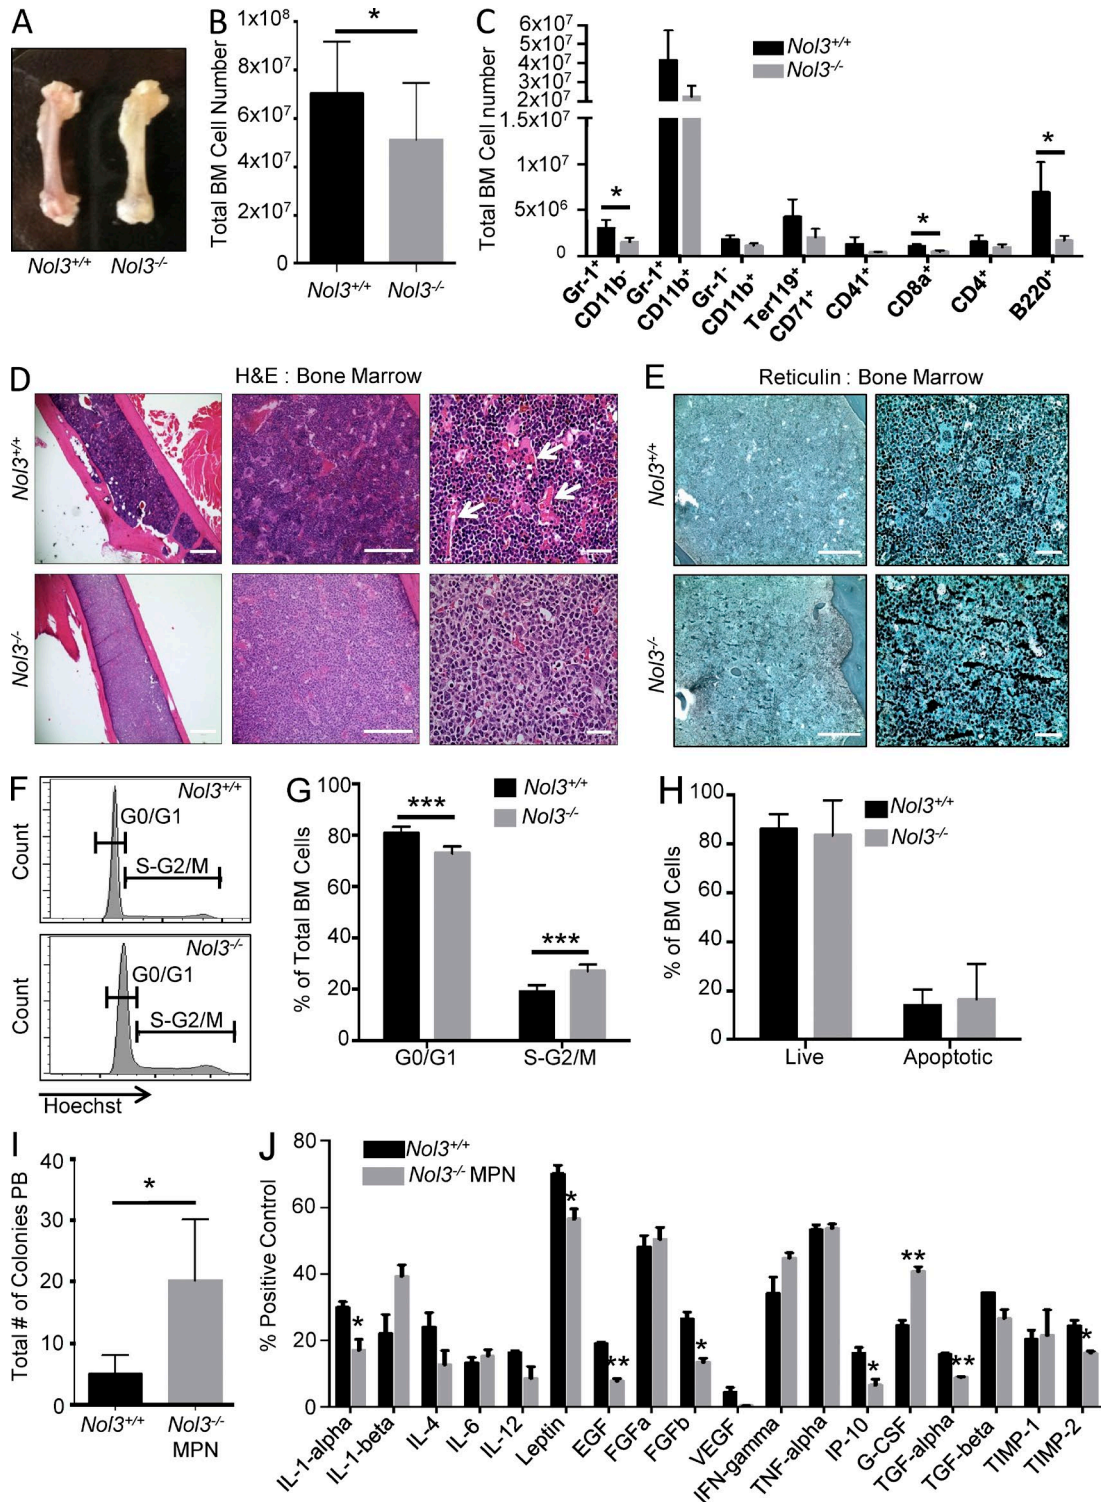 A
Nol3+/+ Nol3-/-
B
Total BM Cell Number
1x10⁸
8x10⁷
6x10⁷
4x10⁷
2x10⁷
0
*
Nol3+/+ Nol3-/-
C
Total BM Cell number
6x10⁷
5x10⁷
4x10⁷
3x10⁷
2x10⁷
1.5x10⁷
1x10⁷
5x10⁶
0
Nol3+/+
Nol3-/-
* * *
Gr-1+ CD11b-
Gr-1+ CD11b+
Gr-1- CD11b+
Ter119+ CD71+
CD41+
CD8a+
CD4+
B220+
D
H&E : Bone Marrow
Nol3+/+
Nol3-/-
E
Reticulin : Bone Marrow
Nol3+/+
Nol3-/-
F
Nol3+/+
G0/G1
S-G2/M
Count
Nol3-/-
G0/G1
S-G2/M
Count
Hoechst
G
% of Total BM Cells
100
80
60
40
20
0
Nol3+/+
Nol3-/-
***
***
G0/G1 S-G2/M
H
% of BM Cells
100
80
60
40
20
0
Nol3+/+
Nol3-/-
Live Apoptotic
I
Total # of Colonies PB
40
30
20
10
0
*
Nol3+/+ Nol3-/-
MPN
J
% Positive Control
80
60
40
20
0
Nol3+/+
Nol3-/- MPN
* * ** * * ** ** *
IL-1-alpha
IL-1-beta
IL-4
IL-6
IL-12
Leptin
EGF
FGFa
FGFb
VEGF
IFN-gamma
TNF-alpha
IP-10
G-CSF
TGF-alpha
TGF-beta
TIMP-1
TIMP-2